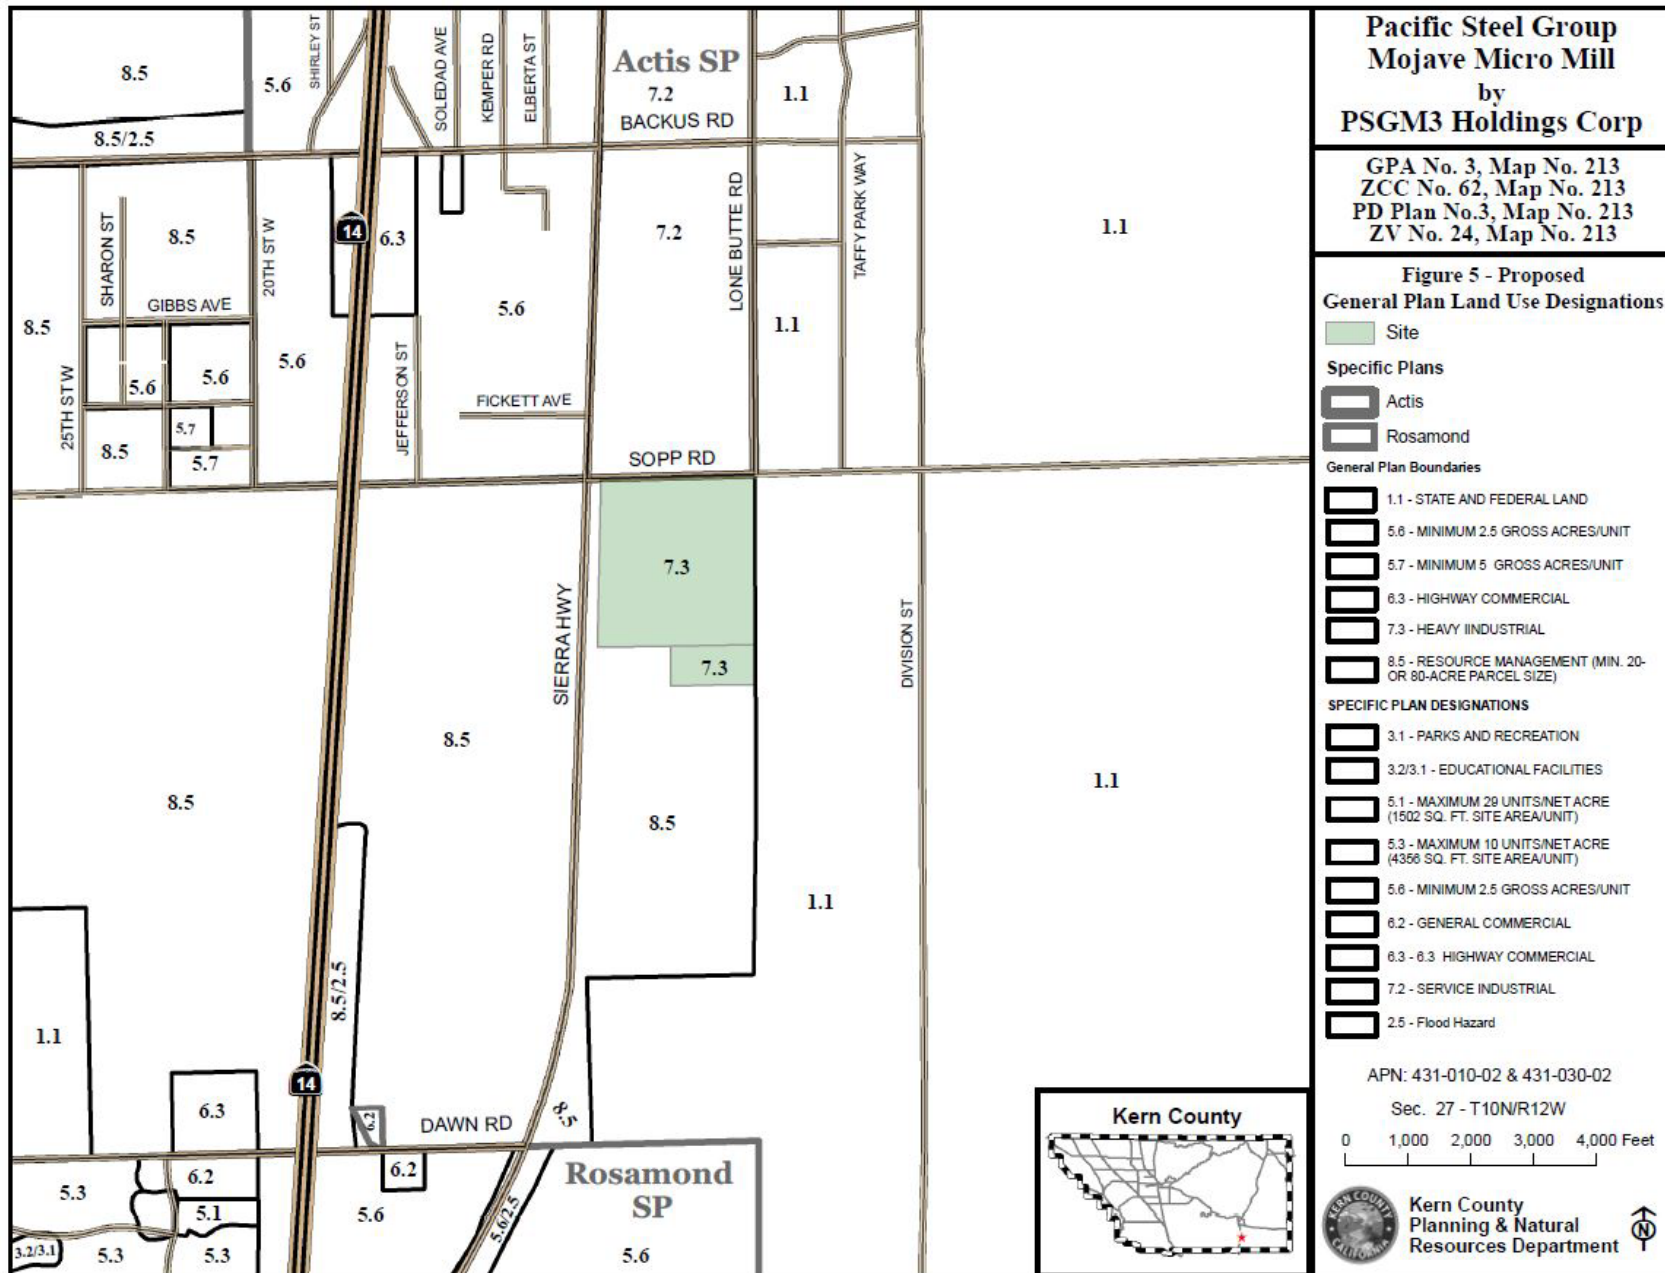 Pacific Steel Group
Mojave Micro Mill
by
PSGM3 Holdings Corp
GPA No. 3, Map No. 213
ZCC No. 62, Map No. 213
PD Plan No.3, Map No. 213
ZV No. 24, Map No. 213
Figure 5 - Proposed
General Plan Land Use Designations
Site
Specific Plans
Actis
Rosamond
General Plan Boundaries
1.1 - STATE AND FEDERAL LAND
5.6 - MINIMUM 2.5 GROSS ACRES/UNIT
5.7 - MINIMUM 5 GROSS ACRES/UNIT
6.3 - HIGHWAY COMMERCIAL
7.3 - HEAVY IINDUSTRIAL
8.5 - RESOURCE MANAGEMENT (MIN. 20-
OR 80-ACRE PARCEL SIZE)
SPECIFIC PLAN DESIGNATIONS
3.1 - PARKS AND RECREATION
3.2/3.1 - EDUCATIONAL FACILITIES
5.1 - MAXIMUM 29 UNITS/NET ACRE
(1502 SQ. FT. SITE AREA/UNIT)
5.3 - MAXIMUM 10 UNITS/NET ACRE
(4356 SQ. FT. SITE AREA/UNIT)
5.6 - MINIMUM 2.5 GROSS ACRES/UNIT
6.2 - GENERAL COMMERCIAL
6.3 - 6.3 HIGHWAY COMMERCIAL
7.2 - SERVICE INDUSTRIAL
2.5 - Flood Hazard
APN: 431-010-02 & 431-030-02
Sec. 27 - T10N/R12W
0 1,000 2,000 3,000 4,000 Feet
KERN COUNTY
CALIFORNIA
Kern County
Planning & Natural
Resources Department
N
8.5
5.6
SHIRLEY ST
SOLEDAD AVE
KEMPER RD
ELBERTA ST
Actis SP
7.2
1.1
BACKUS RD
8.5/2.5
SHARON ST
8.5
20TH ST W
14
6.3
7.2
LONE BUTTE RD
TAFFY PARK WAY
1.1
GIBBS AVE
8.5
5.6
5.6
1.1
5.6
5.6
25TH ST W
JEFFERSON ST
FICKETT AVE
5.7
8.5
5.7
SOPP RD
7.3
SIERRA HWY
7.3
DIVISION ST
8.5
8.5
8.5
1.1
1.1
8.5/2.5
1.1
14
6.3
6.2
DAWN RD
8.5
6.2
6.2
5.3
5.1
5.6
Rosamond
SP
5.6/2.5
3.2/3.1
5.3
5.3
5.6
Kern County